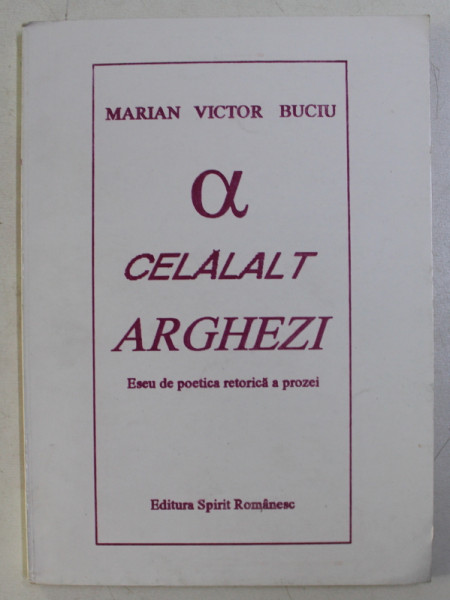 MARIAN VICTOR BUCIU
α
CELĂLALT
ARGHEZI
Eseu de poetica retorică a prozei
Editura Spirit Românesc